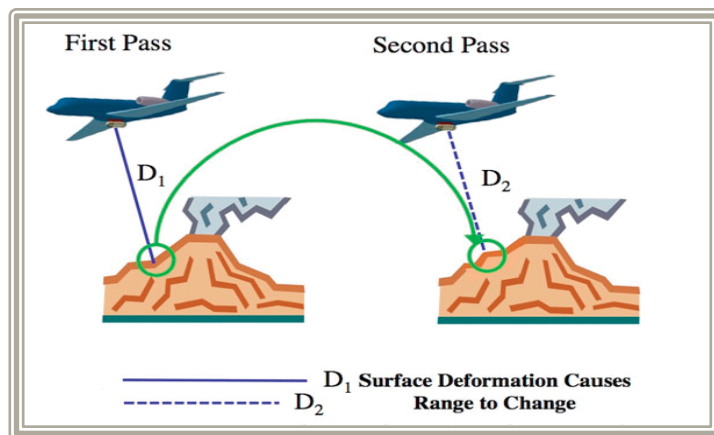 First Pass
Second Pass
D1
D2
D1 Surface Deformation Causes
D2 Range to Change